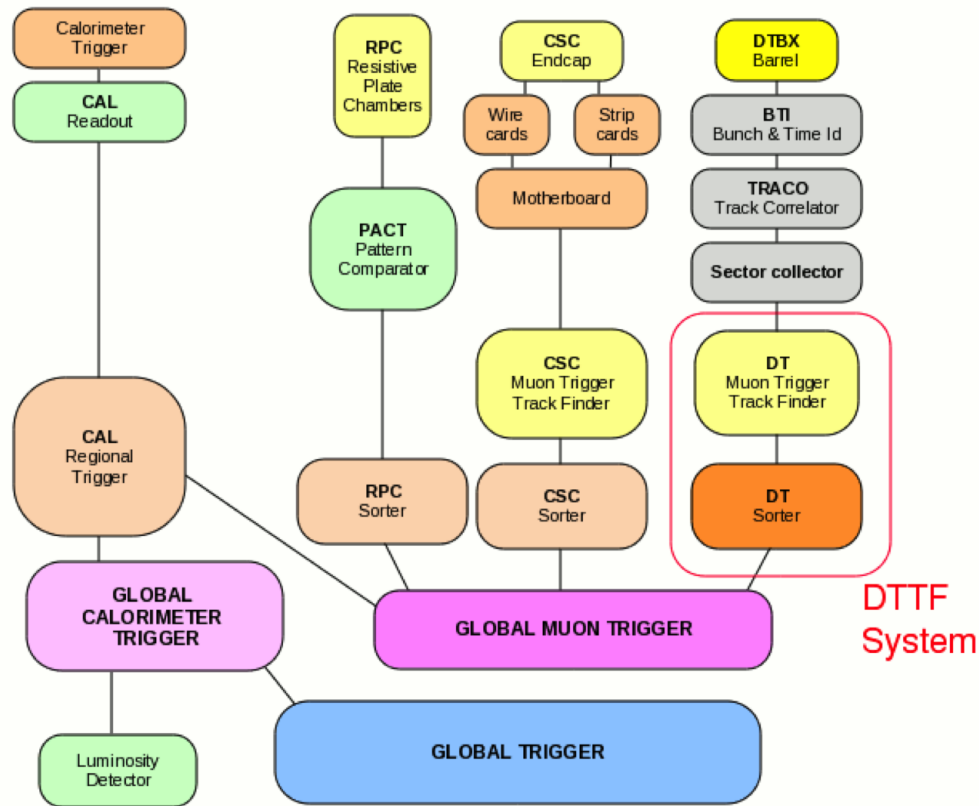 Calorimeter
Trigger
CAL
Readout
RPC
Resistive
Plate
Chambers
CSC
Endcap
Wire
cards
Strip
cards
Motherboard
DTBX
Barrel
BTI
Bunch & Time Id
TRACO
Track Correlator
Sector collector
PACT
Pattern
Comparator
CSC
Muon Trigger
Track Finder
DT
Muon Trigger
Track Finder
CAL
Regional
Trigger
RPC
Sorter
CSC
Sorter
DT
Sorter
DTTF
System
GLOBAL
CALORIMETER
TRIGGER
GLOBAL MUON TRIGGER
Luminosity
Detector
GLOBAL TRIGGER